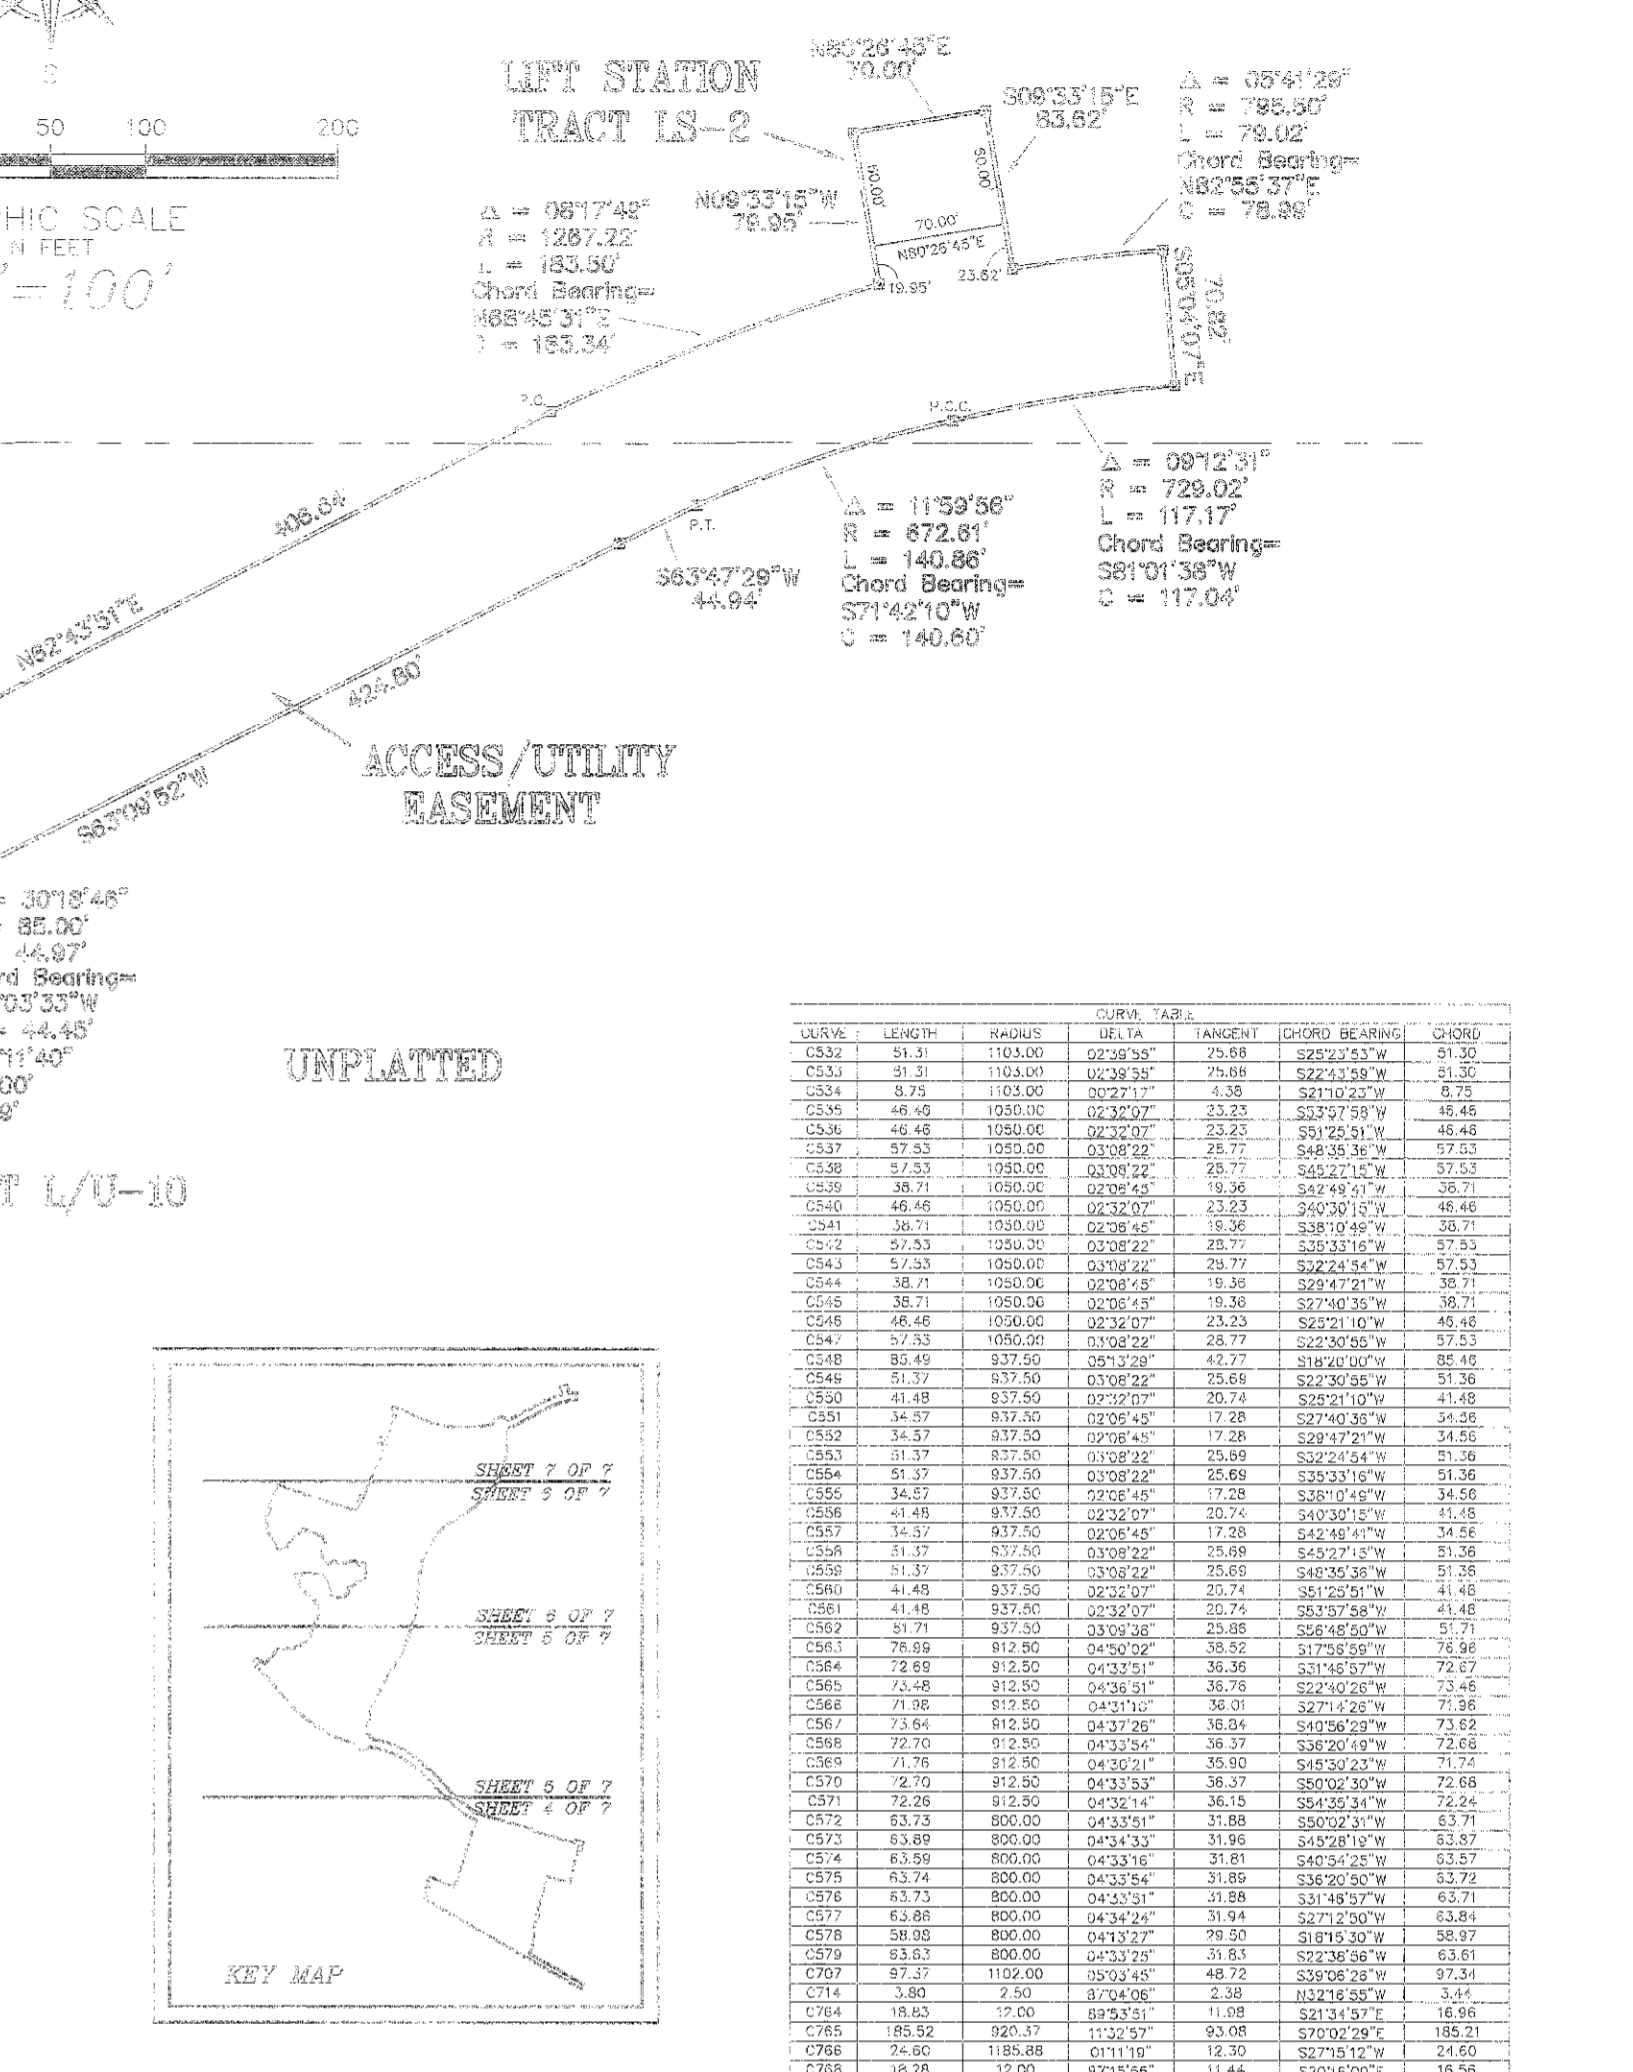 S
50 100 200
HIC SCALE
N FEET
'=100'
LIFT STATION
TRACT LS-2
N80°26'45"E
70.00'
S09°33'15"E
83.62'
Δ = 05°41'29"
R = 795.50'
L = 79.02'
Chord Bearing=
N82°55'37"E
C = 78.99'
N09°33'15"W
79.95'
60.00'
60.00'
70.00'
N80°26'45"E
23.62'
19.95'
S05°04'07"E
70.82'
Δ = 08°17'49"
R = 1267.22'
L = 183.50'
Chord Bearing=
N68°45'31"E
C = 183.34'
P.C.
P.C.C.
P.T.
406.64'
N62°43'51"E
S63°47'29"W
44.94'
Δ = 11°59'56"
R = 672.61'
L = 140.86'
Chord Bearing=
S71°42'10"W
C = 140.60'
Δ = 09°12'31"
R = 729.02'
L = 117.17'
Chord Bearing=
S81°01'38"W
C = 117.04'
424.80'
S63°09'52"W
ACCESS/UTILITY
EASEMENT
= 30°18'46"
85.00'
44.97'
rd Bearing=
°03'33"W
= 44.45'
°11'40"
00'
9'
UNPLATTED
T L/U-10
SHEET 7 OF 7
SHEET 6 OF 7
SHEET 6 OF 7
SHEET 5 OF 7
SHEET 5 OF 7
SHEET 4 OF 7
KEY MAP
CURVE TABLE
CURVE LENGTH RADIUS DELTA TANGENT CHORD BEARING CHORD
C532 51.31 1103.00 02°39'55" 25.66 S25°23'53"W 51.30
C533 51.31 1103.00 02°39'55" 25.66 S22°43'59"W 51.30
C534 8.75 1103.00 00°27'17" 4.38 S21°10'23"W 8.75
C535 46.46 1050.00 02°32'07" 23.23 S53°57'58"W 46.46
C536 46.46 1050.00 02°32'07" 23.23 S51°25'51"W 46.46
C537 57.53 1050.00 03°08'22" 28.77 S48°35'36"W 57.53
C538 57.53 1050.00 03°08'22" 28.77 S45°27'15"W 57.53
C539 38.71 1050.00 02°06'45" 19.36 S42°49'41"W 38.71
C540 46.46 1050.00 02°32'07" 23.23 S40°30'15"W 46.46
C541 38.71 1050.00 02°06'45" 19.36 S38°10'49"W 38.71
C542 57.53 1050.00 03°08'22" 28.77 S35°33'16"W 57.53
C543 57.53 1050.00 03°08'22" 28.77 S32°24'54"W 57.53
C544 38.71 1050.00 02°06'45" 19.36 S29°47'21"W 38.71
C545 38.71 1050.00 02°06'45" 19.36 S27°40'36"W 38.71
C546 46.46 1050.00 02°32'07" 23.23 S25°21'10"W 46.46
C547 57.53 1050.00 03°08'22" 28.77 S22°30'55"W 57.53
C548 85.49 937.50 05°13'29" 42.77 S18°20'00"W 85.46
C549 51.37 937.50 03°08'22" 25.69 S22°30'55"W 51.36
C550 41.48 937.50 02°32'07" 20.74 S25°21'10"W 41.48
C551 34.57 937.50 02°06'45" 17.28 S27°40'36"W 34.56
C552 34.57 937.50 02°06'45" 17.28 S29°47'21"W 34.56
C553 51.37 937.50 03°08'22" 25.69 S32°24'54"W 51.36
C554 51.37 937.50 03°08'22" 25.69 S35°33'16"W 51.36
C555 34.57 937.50 02°06'45" 17.28 S38°10'49"W 34.56
C556 41.48 937.50 02°32'07" 20.74 S40°30'15"W 41.48
C557 34.57 937.50 02°06'45" 17.28 S42°49'41"W 34.56
C558 51.37 937.50 03°08'22" 25.69 S45°27'15"W 51.36
C559 51.37 937.50 03°08'22" 25.69 S48°35'36"W 51.36
C560 41.48 937.50 02°32'07" 20.74 S51°25'51"W 41.48
C561 41.48 937.50 02°32'07" 20.74 S53°57'58"W 41.48
C562 51.71 937.50 03°09'38" 25.86 S56°48'50"W 51.71
C563 76.99 912.50 04°50'02" 38.52 S17°56'59"W 76.96
C564 72.69 912.50 04°33'51" 36.36 S31°46'57"W 72.67
C565 73.48 912.50 04°36'51" 36.76 S22°40'26"W 73.46
C566 71.98 912.50 04°31'10" 36.01 S27°14'26"W 71.96
C567 73.64 912.50 04°37'26" 36.84 S40°56'29"W 73.62
C568 72.70 912.50 04°33'54" 36.37 S36°20'49"W 72.68
C569 71.76 912.50 04°30'21" 35.90 S45°30'23"W 71.74
C570 72.70 912.50 04°33'53" 36.37 S50°02'30"W 72.68
C571 72.26 912.50 04°32'14" 36.15 S54°35'34"W 72.24
C572 63.73 800.00 04°33'51" 31.88 S50°02'31"W 63.71
C573 63.89 800.00 04°34'33" 31.96 S45°28'19"W 63.87
C574 63.59 800.00 04°33'16" 31.81 S40°54'25"W 63.57
C575 63.74 800.00 04°33'54" 31.89 S36°20'50"W 63.72
C576 63.73 800.00 04°33'51" 31.88 S31°46'57"W 63.71
C577 63.86 800.00 04°34'24" 31.94 S27°12'50"W 63.84
C578 58.98 800.00 04°13'27" 29.50 S18°15'30"W 58.97
C579 63.63 800.00 04°33'25" 31.83 S22°38'56"W 63.61
C707 97.37 1102.00 05°03'45" 48.72 S39°06'26"W 97.34
C714 3.80 2.50 87°04'06" 2.38 N32°16'55"W 3.44
C764 18.83 12.00 89°53'51" 11.98 S21°34'57"E 16.96
C765 185.52 920.37 11°32'57" 93.08 S70°02'29"E 185.21
C766 24.60 1185.88 01°11'19" 12.30 S27°15'12"W 24.60
C768 18.28 12.00 11.44 16.56